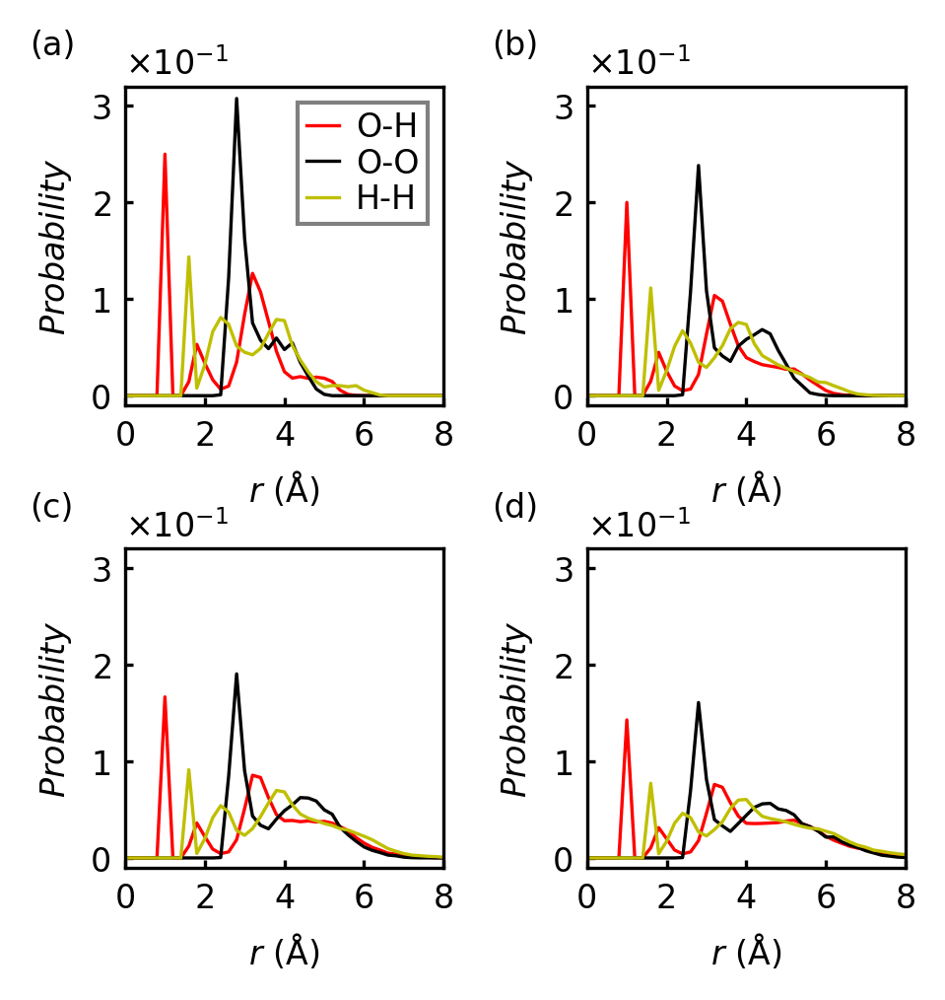 (a)
×10⁻¹
Probability
3
2
1
0
O-H
O-O
H-H
0 2 4 6 8
r (Å)
(b)
×10⁻¹
Probability
3
2
1
0
0 2 4 6 8
r (Å)
(c)
×10⁻¹
Probability
3
2
1
0
0 2 4 6 8
r (Å)
(d)
×10⁻¹
Probability
3
2
1
0
0 2 4 6 8
r (Å)